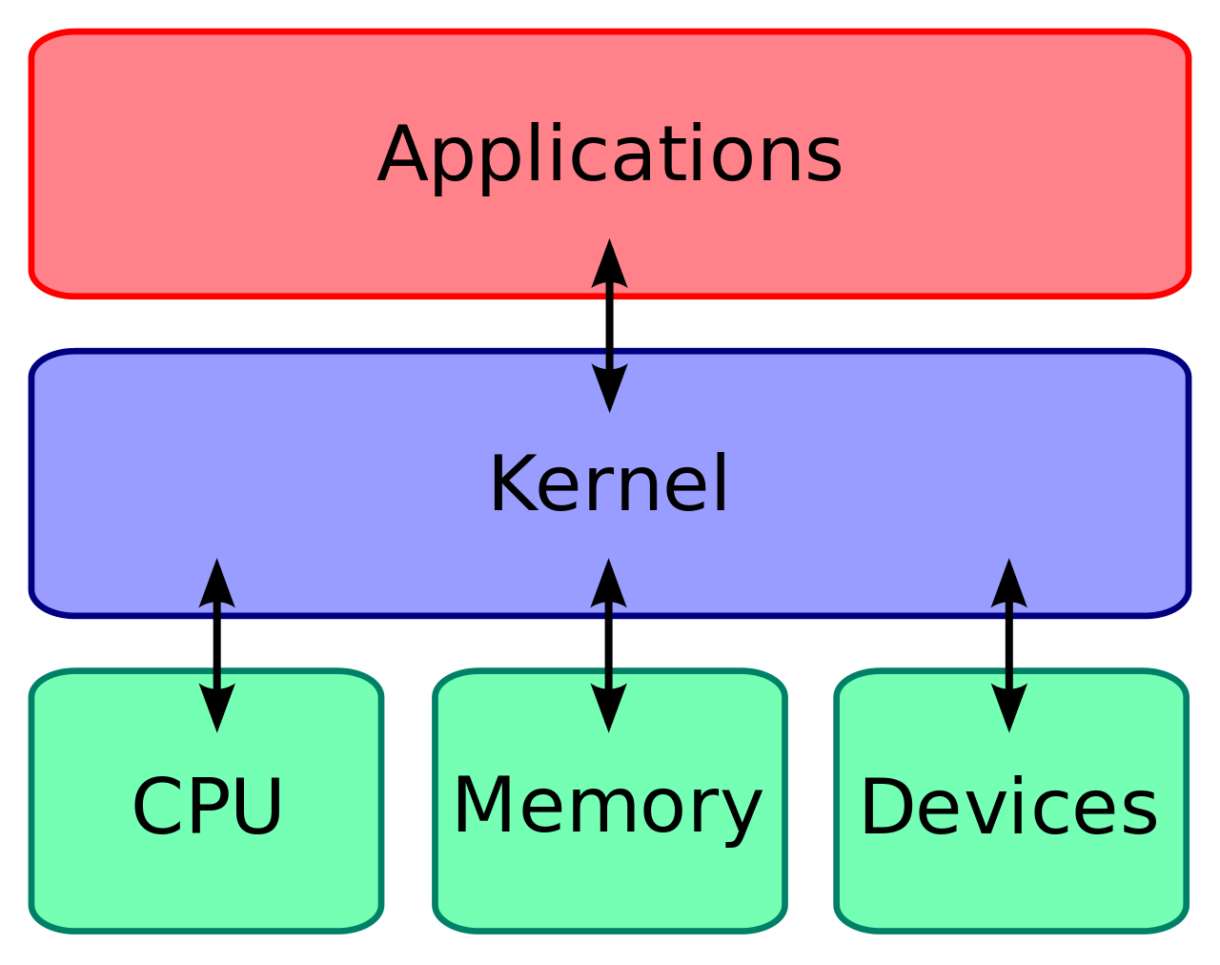 Applications
Kernel
CPU
Memory
Devices